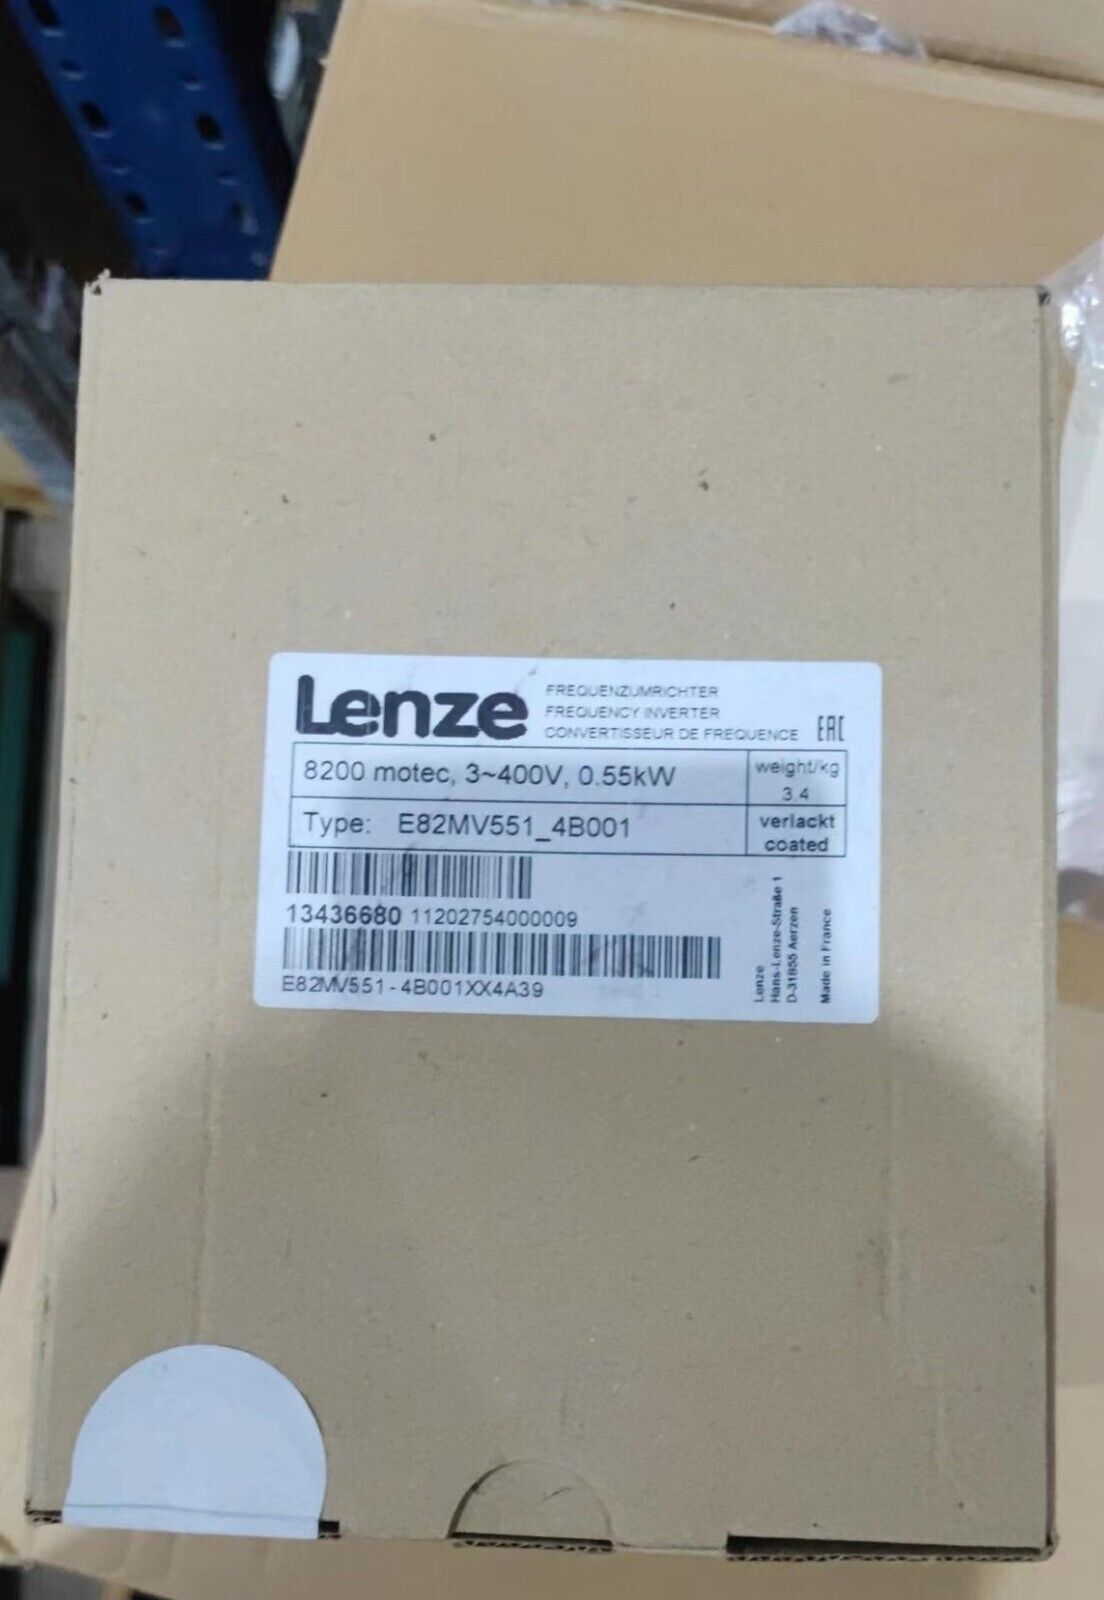 Lenze
FREQUENZUMRICHTER
FREQUENCY INVERTER
CONVERTISSEUR DE FREQUENCE
EAC
8200 motec, 3~400V, 0.55kW
weight/kg
3.4
Type: E82MV551_4B001
verlackt
coated
13436680 11202754000009
E82MV551-4B001XX4A39
Lenze
Hans-Lenze-Straße 1
D-31855 Aerzen
Made in France